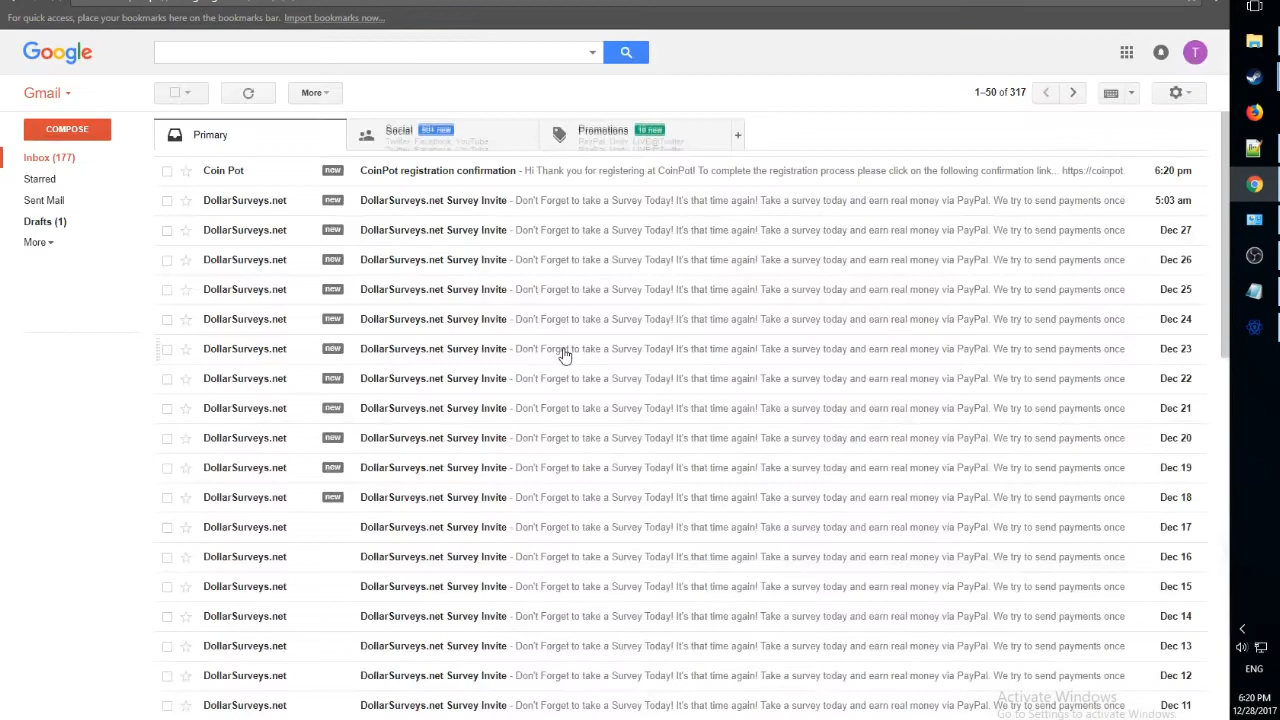 For quick access, place your bookmarks here on the bookmarks bar. Import bookmarks now...
Google
T
Gmail
More
1–50 of 317
COMPOSE
Primary
Social
new
Promotions
10 new
+
Inbox (177)
Starred
Sent Mail
Drafts (1)
More
Coin Pot new CoinPot registration confirmation - Hi Thank you for registering at CoinPot! To complete the registration process please click on the following confirmation link... https://coinpot. 6:20 pm
DollarSurveys.net new DollarSurveys.net Survey Invite - Don't Forget to take a Survey Today! It's that time again! Take a survey today and earn real money via PayPal. We try to send payments once 5:03 am
DollarSurveys.net new DollarSurveys.net Survey Invite - Don't Forget to take a Survey Today! It's that time again! Take a survey today and earn real money via PayPal. We try to send payments once Dec 27
DollarSurveys.net new DollarSurveys.net Survey Invite - Don't Forget to take a Survey Today! It's that time again! Take a survey today and earn real money via PayPal. We try to send payments once Dec 26
DollarSurveys.net new DollarSurveys.net Survey Invite - Don't Forget to take a Survey Today! It's that time again! Take a survey today and earn real money via PayPal. We try to send payments once Dec 25
DollarSurveys.net new DollarSurveys.net Survey Invite - Don't Forget to take a Survey Today! It's that time again! Take a survey today and earn real money via PayPal. We try to send payments once Dec 24
DollarSurveys.net new DollarSurveys.net Survey Invite - Don't Forget to take a Survey Today! It's that time again! Take a survey today and earn real money via PayPal. We try to send payments once Dec 23
DollarSurveys.net new DollarSurveys.net Survey Invite - Don't Forget to take a Survey Today! It's that time again! Take a survey today and earn real money via PayPal. We try to send payments once Dec 22
DollarSurveys.net new DollarSurveys.net Survey Invite - Don't Forget to take a Survey Today! It's that time again! Take a survey today and earn real money via PayPal. We try to send payments once Dec 21
DollarSurveys.net new DollarSurveys.net Survey Invite - Don't Forget to take a Survey Today! It's that time again! Take a survey today and earn real money via PayPal. We try to send payments once Dec 20
DollarSurveys.net new DollarSurveys.net Survey Invite - Don't Forget to take a Survey Today! It's that time again! Take a survey today and earn real money via PayPal. We try to send payments once Dec 19
DollarSurveys.net new DollarSurveys.net Survey Invite - Don't Forget to take a Survey Today! It's that time again! Take a survey today and earn real money via PayPal. We try to send payments once Dec 18
DollarSurveys.net DollarSurveys.net Survey Invite - Don't Forget to take a Survey Today! It's that time again! Take a survey today and earn real money via PayPal. We try to send payments once Dec 17
DollarSurveys.net DollarSurveys.net Survey Invite - Don't Forget to take a Survey Today! It's that time again! Take a survey today and earn real money via PayPal. We try to send payments once Dec 16
DollarSurveys.net DollarSurveys.net Survey Invite - Don't Forget to take a Survey Today! It's that time again! Take a survey today and earn real money via PayPal. We try to send payments once Dec 15
DollarSurveys.net DollarSurveys.net Survey Invite - Don't Forget to take a Survey Today! It's that time again! Take a survey today and earn real money via PayPal. We try to send payments once Dec 14
DollarSurveys.net DollarSurveys.net Survey Invite - Don't Forget to take a Survey Today! It's that time again! Take a survey today and earn real money via PayPal. We try to send payments once Dec 13
DollarSurveys.net DollarSurveys.net Survey Invite - Don't Forget to take a Survey Today! It's that time again! Take a survey today and earn real money via PayPal. We try to send payments once Dec 12
DollarSurveys.net DollarSurveys.net Survey Invite - Don't Forget to take a Survey Today! It's that time again! Take a survey today and earn real money via PayPal. We try to send payments once Dec 11
Activate Windows
Go to Settings to activate Windows.
ENG
6:20 PM
12/28/2017